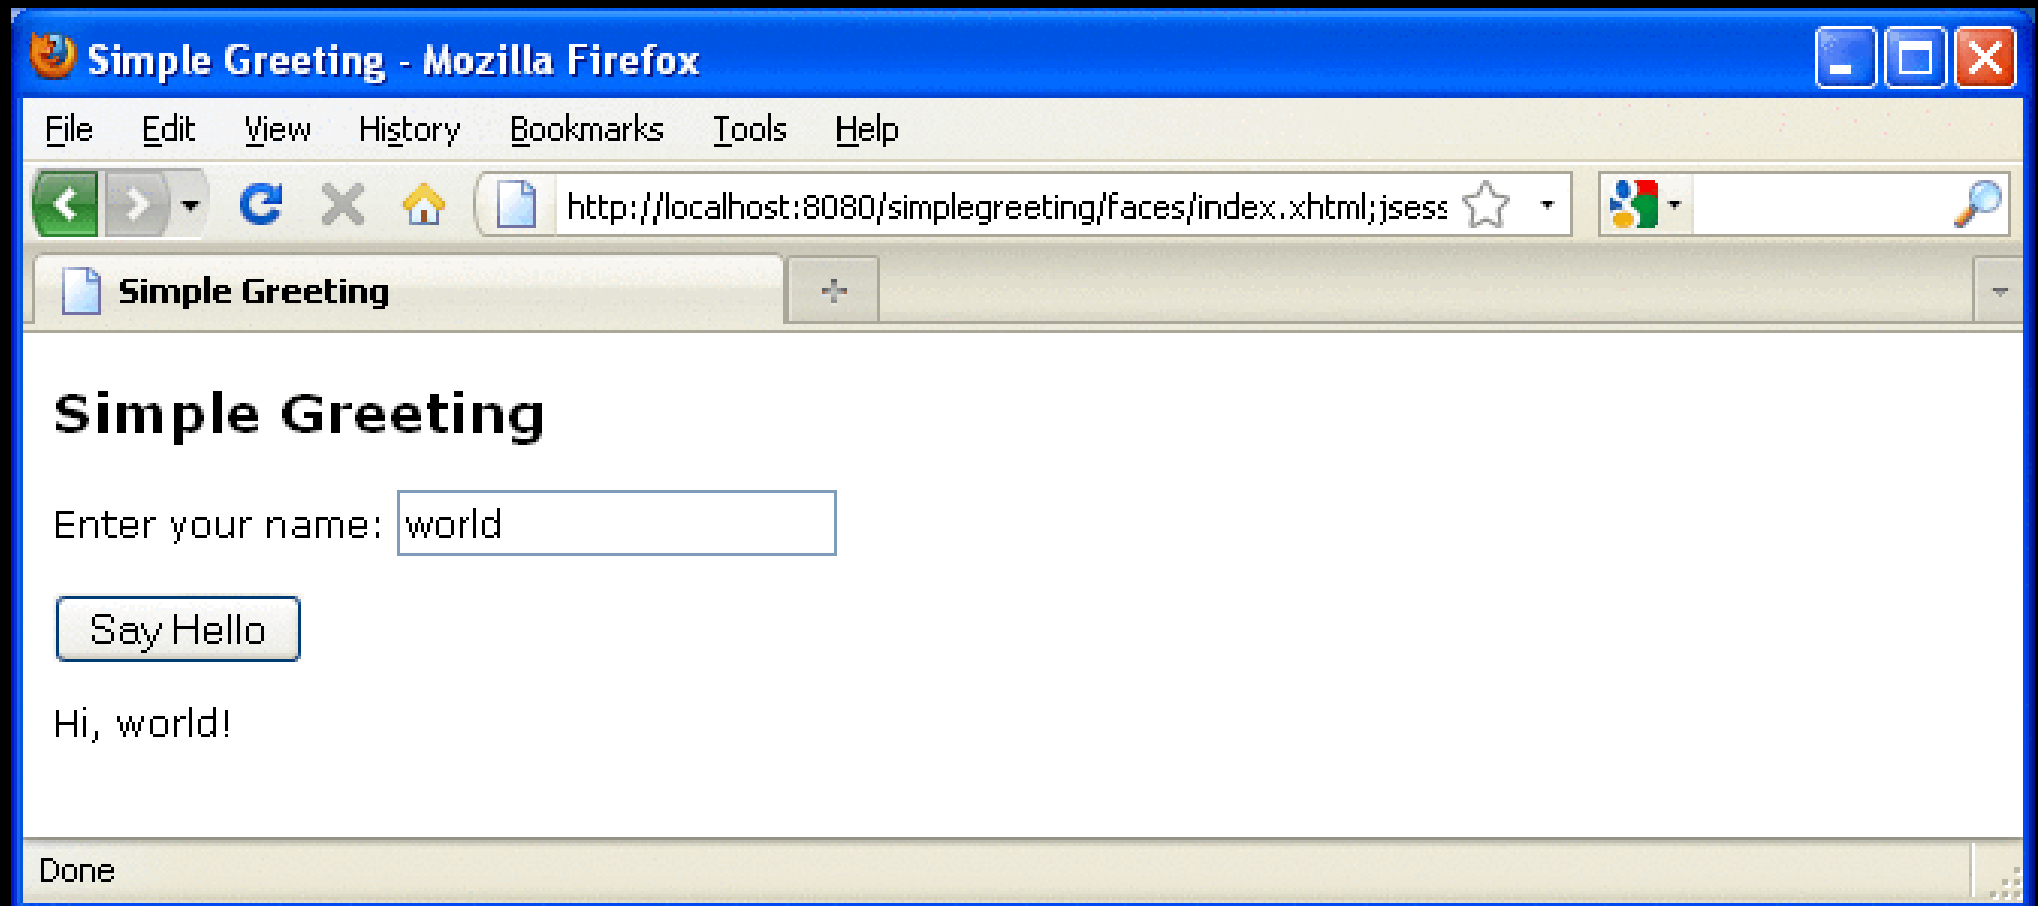 Simple Greeting - Mozilla Firefox
File Edit View History Bookmarks Tools Help
http://localhost:8080/simplegreeting/faces/index.xhtml;jsess
Simple Greeting
Simple Greeting
Enter your name: world
Say Hello
Hi, world!
Done